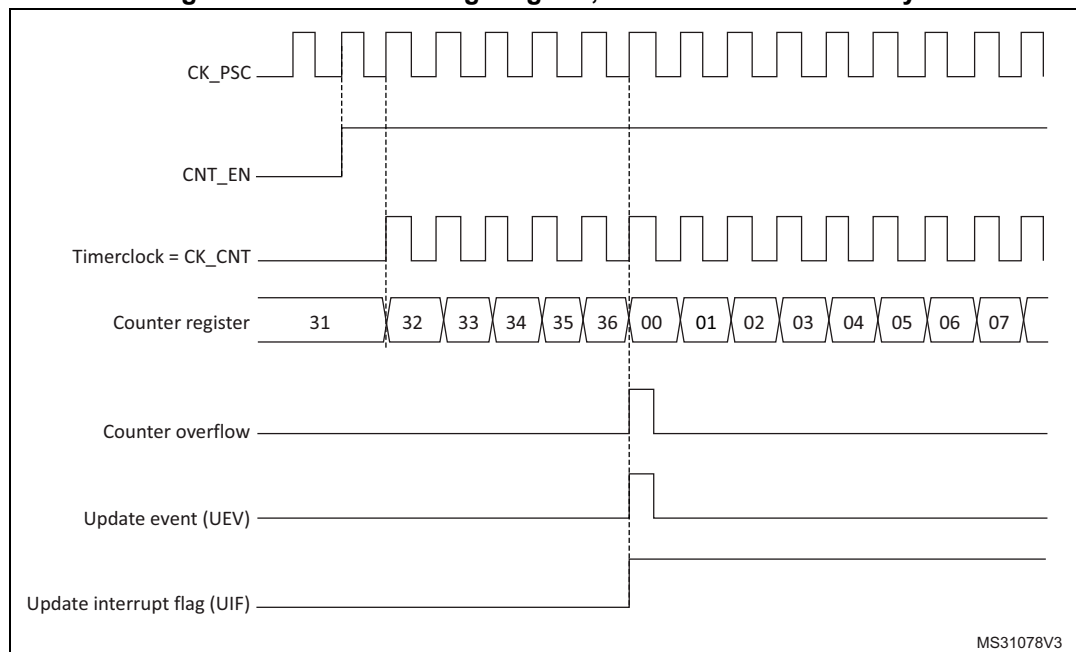 CK_PSC
CNT_EN
Timerclock = CK_CNT
Counter register 31 32 33 34 35 36 00 01 02 03 04 05 06 07
Counter overflow
Update event (UEV)
Update interrupt flag (UIF)
MS31078V3